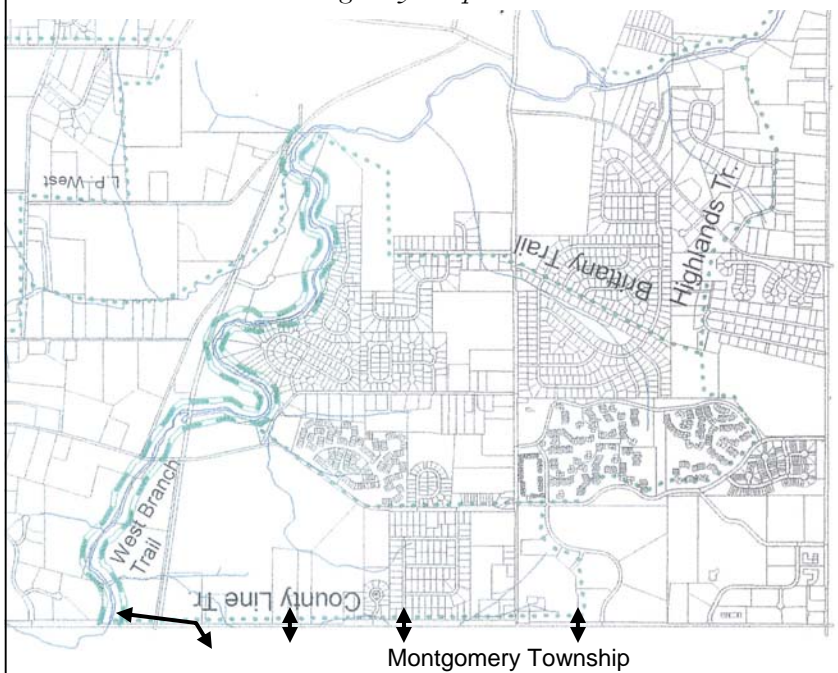 L.P. West
Highlands Tr.
Brittany Trail
West Branch
Trail
County Line Tr.
Montgomery Township